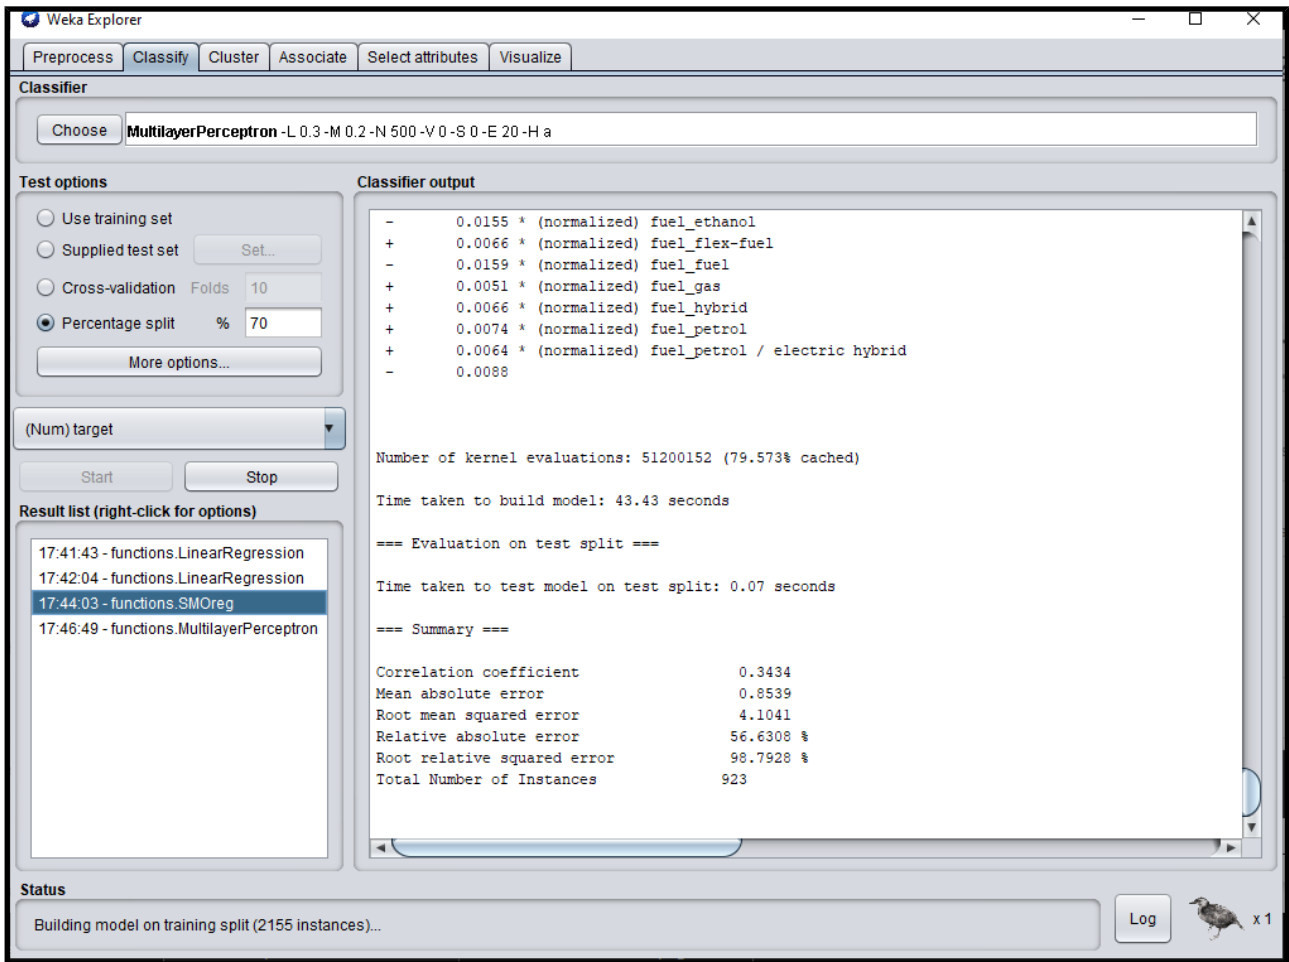 Weka Explorer
Preprocess Classify Cluster Associate Select attributes Visualize
Classifier
Choose MultilayerPerceptron -L 0.3 -M 0.2 -N 500 -V 0 -S 0 -E 20 -H a
Test options
Use training set
Supplied test set Set...
Cross-validation Folds 10
Percentage split % 70
More options...
(Num) target
Start Stop
Result list (right-click for options)
17:41:43 - functions.LinearRegression
17:42:04 - functions.LinearRegression
17:44:03 - functions.SMOreg
17:46:49 - functions.MultilayerPerceptron
Classifier output
- 0.0155 * (normalized) fuel_ethanol
+ 0.0066 * (normalized) fuel_flex-fuel
- 0.0159 * (normalized) fuel_fuel
+ 0.0051 * (normalized) fuel_gas
+ 0.0066 * (normalized) fuel_hybrid
+ 0.0074 * (normalized) fuel_petrol
+ 0.0064 * (normalized) fuel_petrol / electric hybrid
- 0.0088
Number of kernel evaluations: 51200152 (79.573% cached)
Time taken to build model: 43.43 seconds
=== Evaluation on test split ===
Time taken to test model on test split: 0.07 seconds
=== Summary ===
Correlation coefficient 0.3434
Mean absolute error 0.8539
Root mean squared error 4.1041
Relative absolute error 56.6308 %
Root relative squared error 98.7928 %
Total Number of Instances 923
Status
Building model on training split (2155 instances)...
Log
x 1